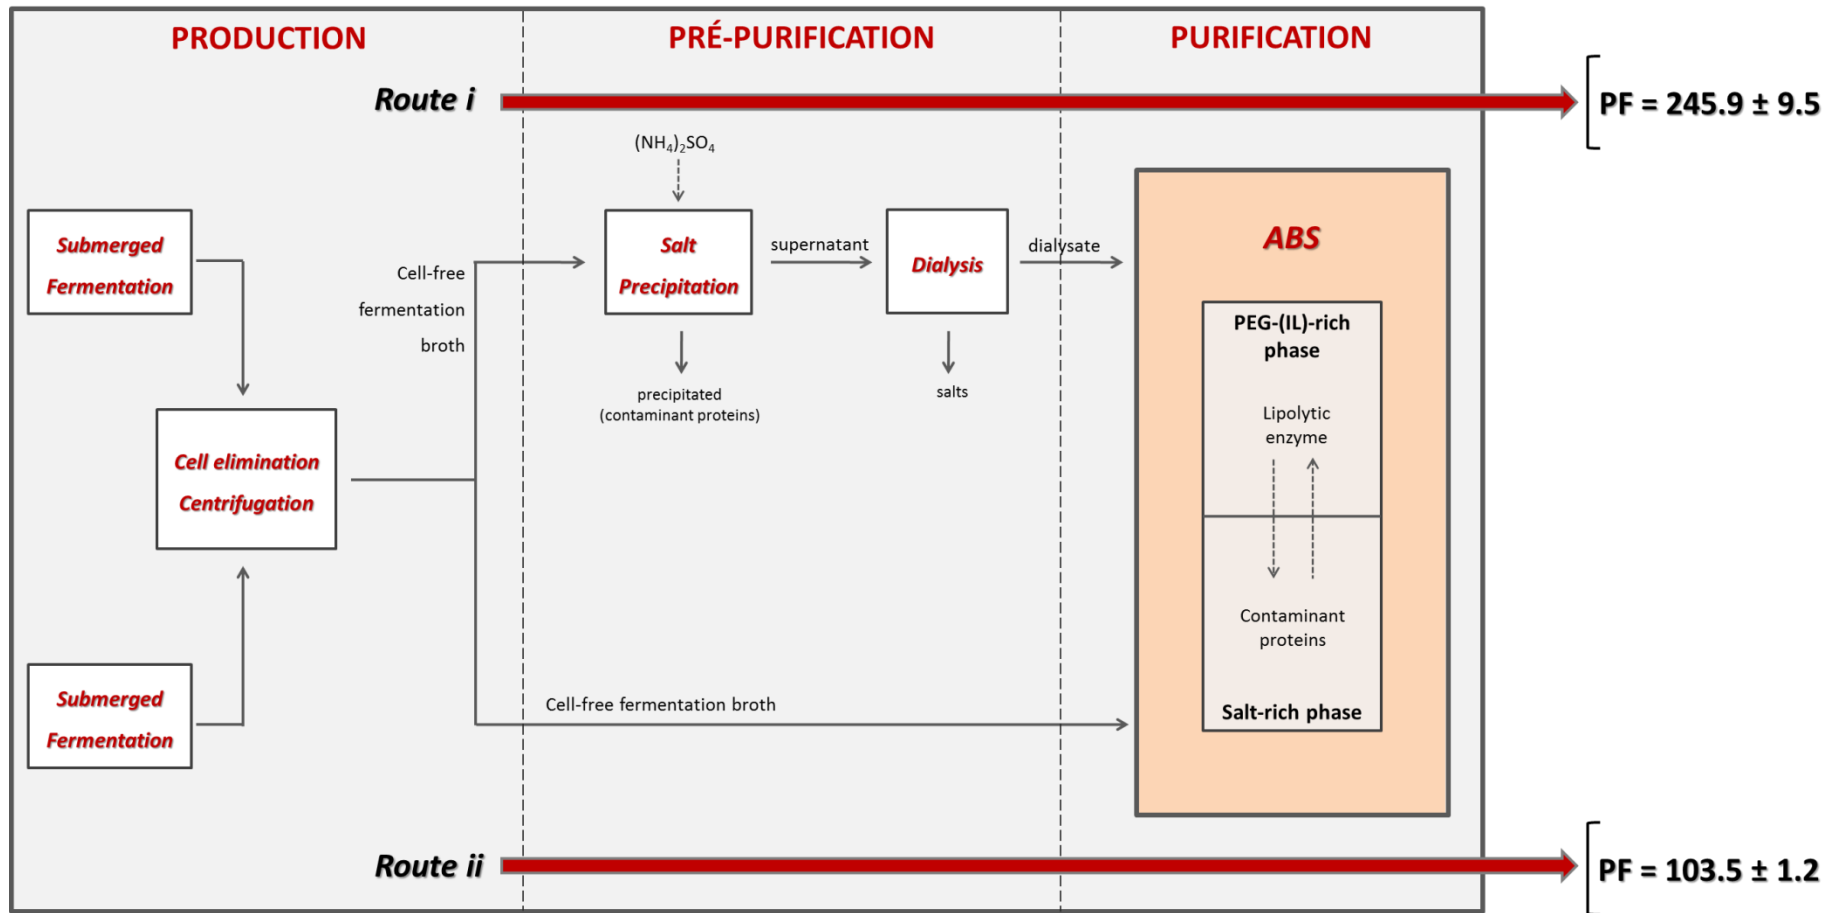 PRODUCTION
PRÉ-PURIFICATION
PURIFICATION
Route i
PF = 245.9 ± 9.5
(NH₄)₂SO₄
Submerged
Fermentation
Cell-free
fermentation
broth
Salt
Precipitation
supernatant
Dialysis
dialysate
ABS
precipitated
(contaminant proteins)
salts
PEG-(IL)-rich
phase
Lipolytic
enzyme
Cell elimination
Centrifugation
Contaminant
proteins
Salt-rich phase
Submerged
Fermentation
Cell-free fermentation broth
Route ii
PF = 103.5 ± 1.2